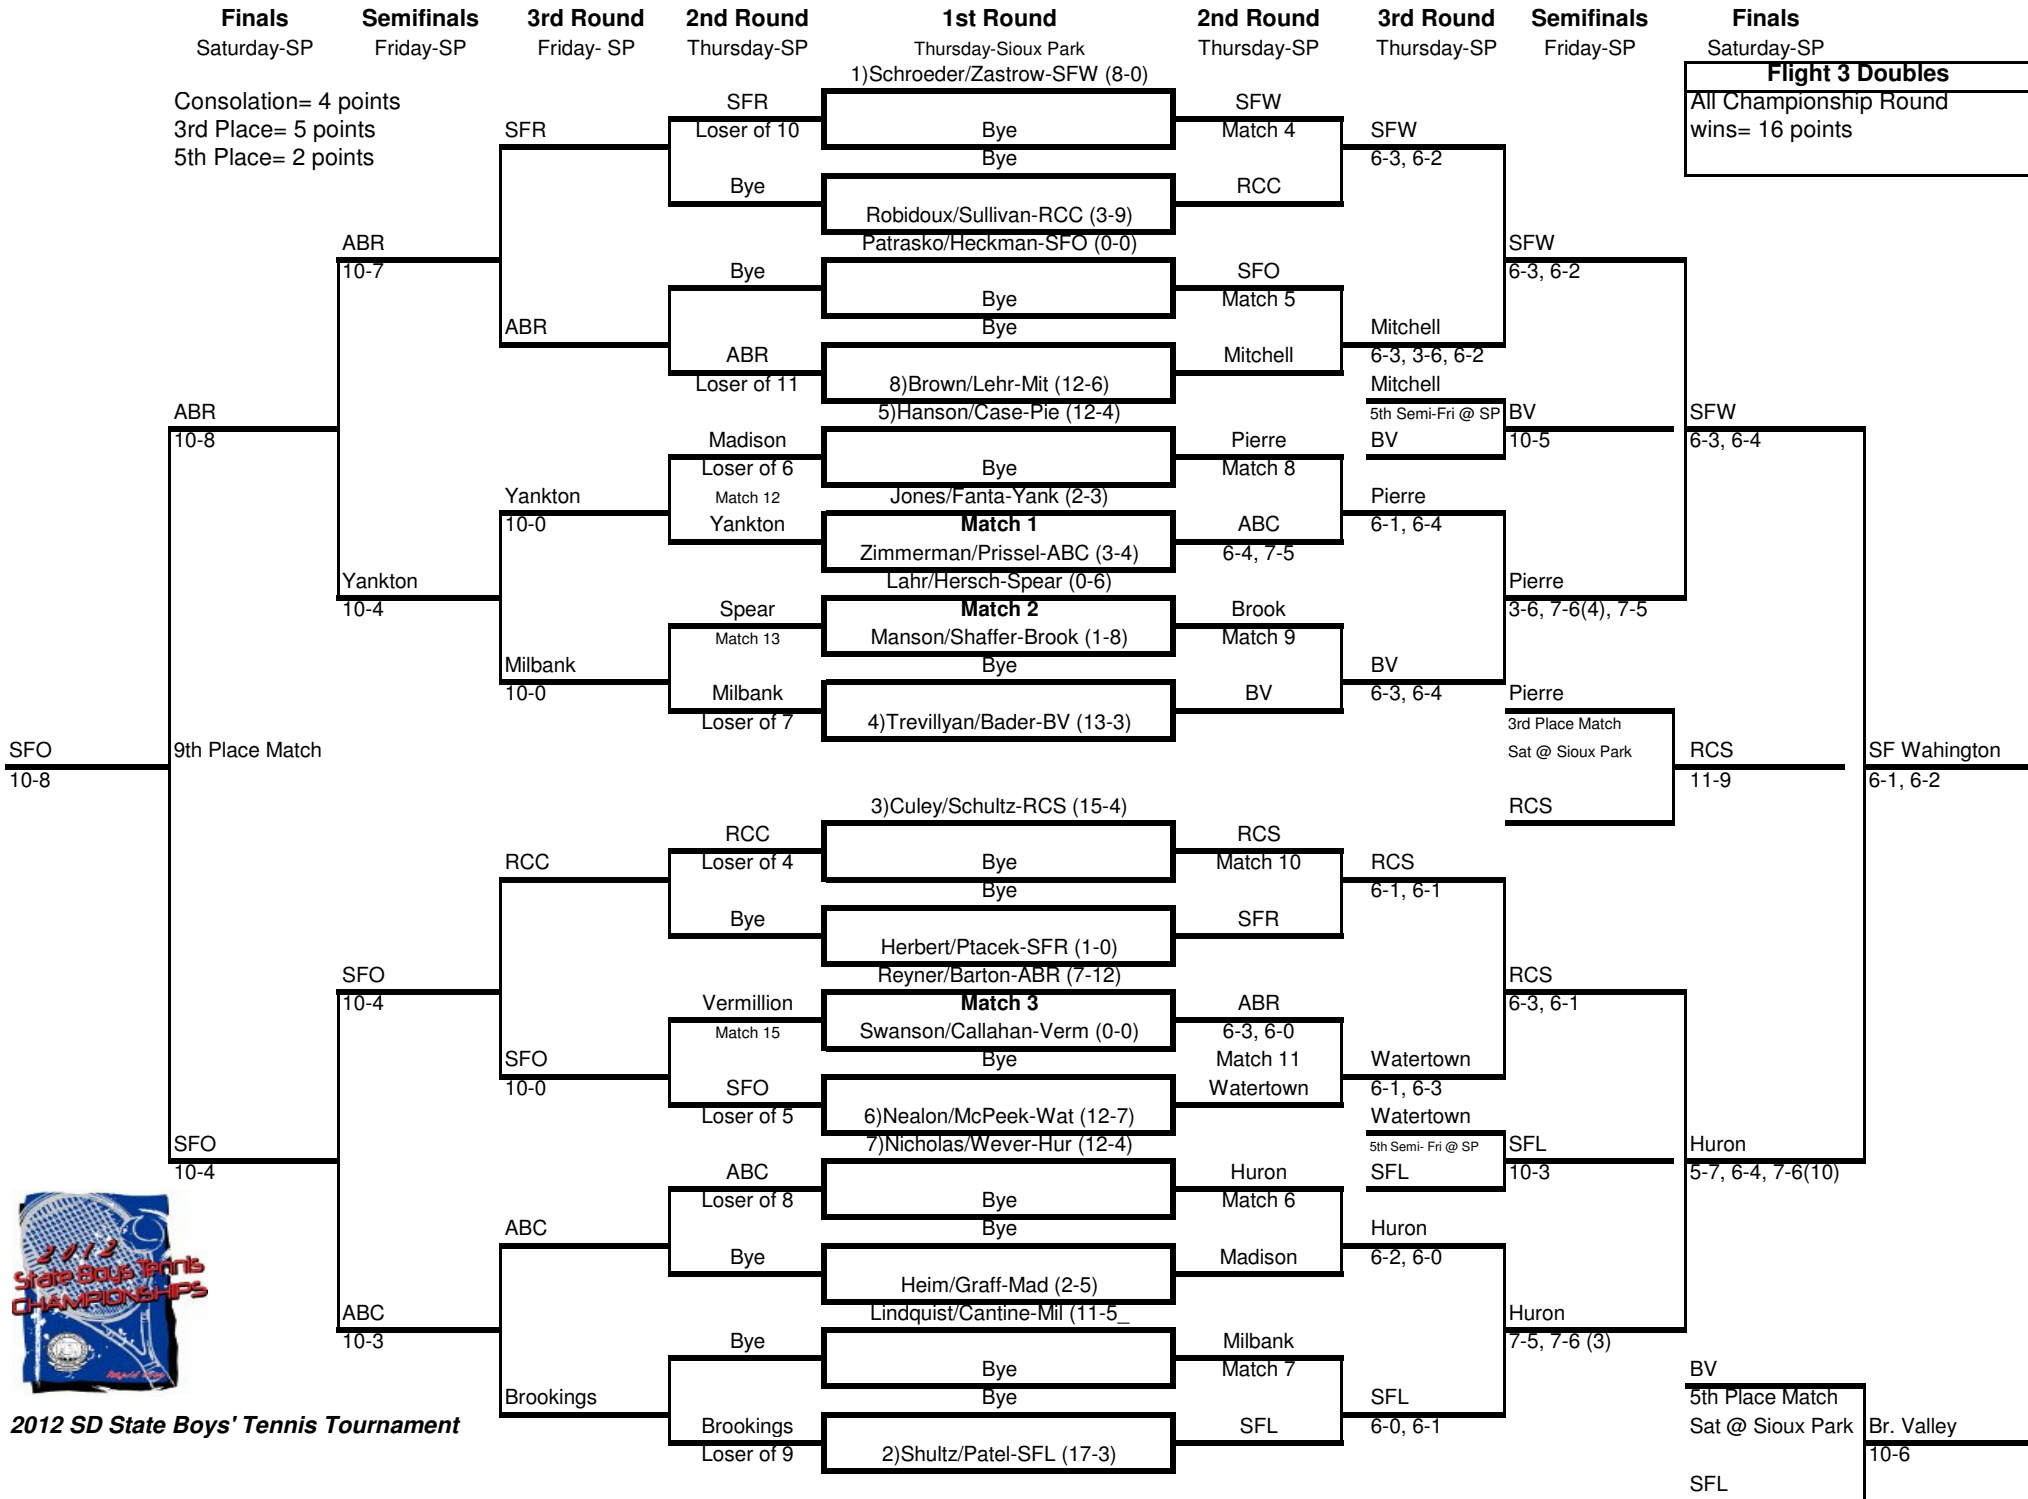 Finals Semifinals 3rd Round 2nd Round 1st Round 2nd Round 3rd Round Semifinals Finals
Saturday-SP Friday-SP Friday- SP Thursday-SP Thursday-Sioux Park Thursday-SP Thursday-SP Friday-SP Saturday-SP
1)Schroeder/Zastrow-SFW (8-0) Flight 3 Doubles
Consolation= 4 points SFR SFW All Championship Round
3rd Place= 5 points SFR Loser of 10 Bye Match 4 SFW wins= 16 points
5th Place= 2 points Bye 6-3, 6-2
Bye RCC
Robidoux/Sullivan-RCC (3-9)
ABR Patrasko/Heckman-SFO (0-0) SFW
10-7 Bye SFO 6-3, 6-2
Bye Match 5
ABR Bye Mitchell
ABR Mitchell 6-3, 3-6, 6-2
Loser of 11 8)Brown/Lehr-Mit (12-6) Mitchell
ABR 5)Hanson/Case-Pie (12-4) 5th Semi-Fri @ SP BV SFW
10-8 Madison Pierre BV 10-5 6-3, 6-4
Loser of 6 Bye Match 8
Yankton Match 12 Jones/Fanta-Yank (2-3) Pierre
10-0 Yankton Match 1 ABC 6-1, 6-4
Zimmerman/Prissel-ABC (3-4) 6-4, 7-5
Yankton Lahr/Hersch-Spear (0-6) Pierre
10-4 Spear Match 2 Brook 3-6, 7-6(4), 7-5
Match 13 Manson/Shaffer-Brook (1-8) Match 9
Milbank Bye BV
10-0 Milbank BV 6-3, 6-4 Pierre
Loser of 7 4)Trevillyan/Bader-BV (13-3) 3rd Place Match
SFO 9th Place Match Sat @ Sioux Park RCS SF Wahington
10-8 11-9 6-1, 6-2
3)Culey/Schultz-RCS (15-4) RCS
RCC RCS
RCC Loser of 4 Bye Match 10 RCS
Bye 6-1, 6-1
Bye SFR
Herbert/Ptacek-SFR (1-0)
SFO Reyner/Barton-ABR (7-12) RCS
10-4 Vermillion Match 3 ABR 6-3, 6-1
Match 15 Swanson/Callahan-Verm (0-0) 6-3, 6-0
SFO Bye Match 11 Watertown
10-0 SFO Watertown 6-1, 6-3
Loser of 5 6)Nealon/McPeek-Wat (12-7) Watertown
SFO 7)Nicholas/Wever-Hur (12-4) 5th Semi- Fri @ SP SFL Huron
10-4 ABC Huron SFL 10-3 5-7, 6-4, 7-6(10)
Loser of 8 Bye Match 6
ABC Bye Huron
Bye Madison 6-2, 6-0
2012
State Boys Tennis
CHAMPIONSHIPS
Heim/Graff-Mad (2-5)
ABC Lindquist/Cantine-Mil (11-5_ Huron
10-3 Bye Milbank 7-5, 7-6 (3)
Bye Match 7 BV
Brookings Bye SFL 5th Place Match
2012 SD State Boys' Tennis Tournament Brookings SFL 6-0, 6-1 Sat @ Sioux Park Br. Valley
Loser of 9 2)Shultz/Patel-SFL (17-3) 10-6
SFL